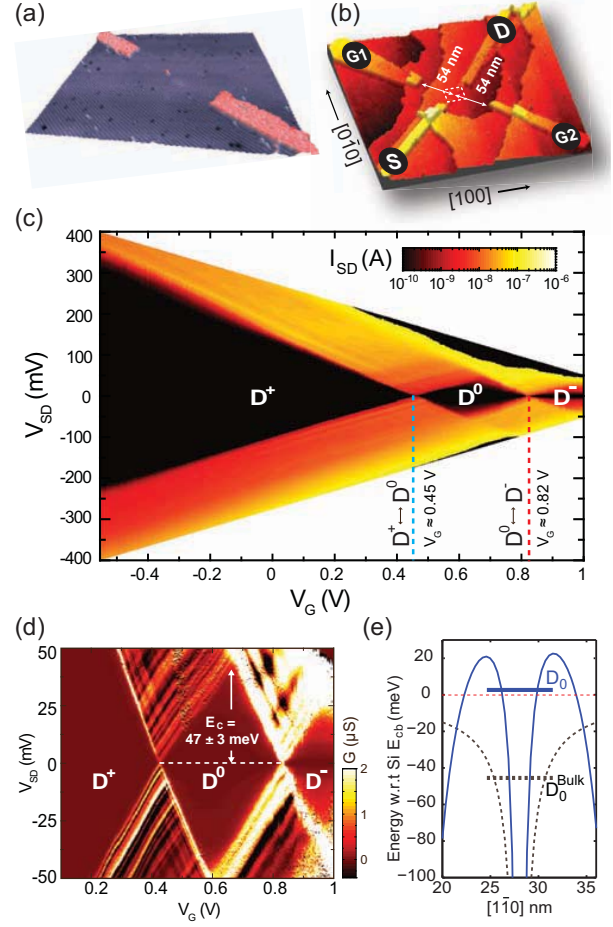 (a)
(b)
G1
D
54 nm
54 nm
S
G2
[01̄0]
[100]
(c)
I_SD (A)
10⁻¹⁰ 10⁻⁹ 10⁻⁸ 10⁻⁷ 10⁻⁶
400
300
200
100
0
-100
-200
-300
-400
V_SD (mV)
D⁺
D⁰
D⁻
D⁺ ↔ D⁰
V_G ≈ 0.45 V
D⁰ ↔ D⁻
V_G ≈ 0.82 V
-0.4 -0.2 0 0.2 0.4 0.6 0.8 1
V_G (V)
(d)
50
25
0
-25
-50
V_SD (mV)
E_C =
47 ± 3 meV
D⁺
D⁰
D⁻
0.2 0.4 0.6 0.8 1
V_G (V)
G (μS)
2
1
0
(e)
20
0
-20
-40
-60
-80
-100
Energy w.r.t Si E_cb (meV)
D₀
D₀^Bulk
20 25 30 35
[11̄0] nm